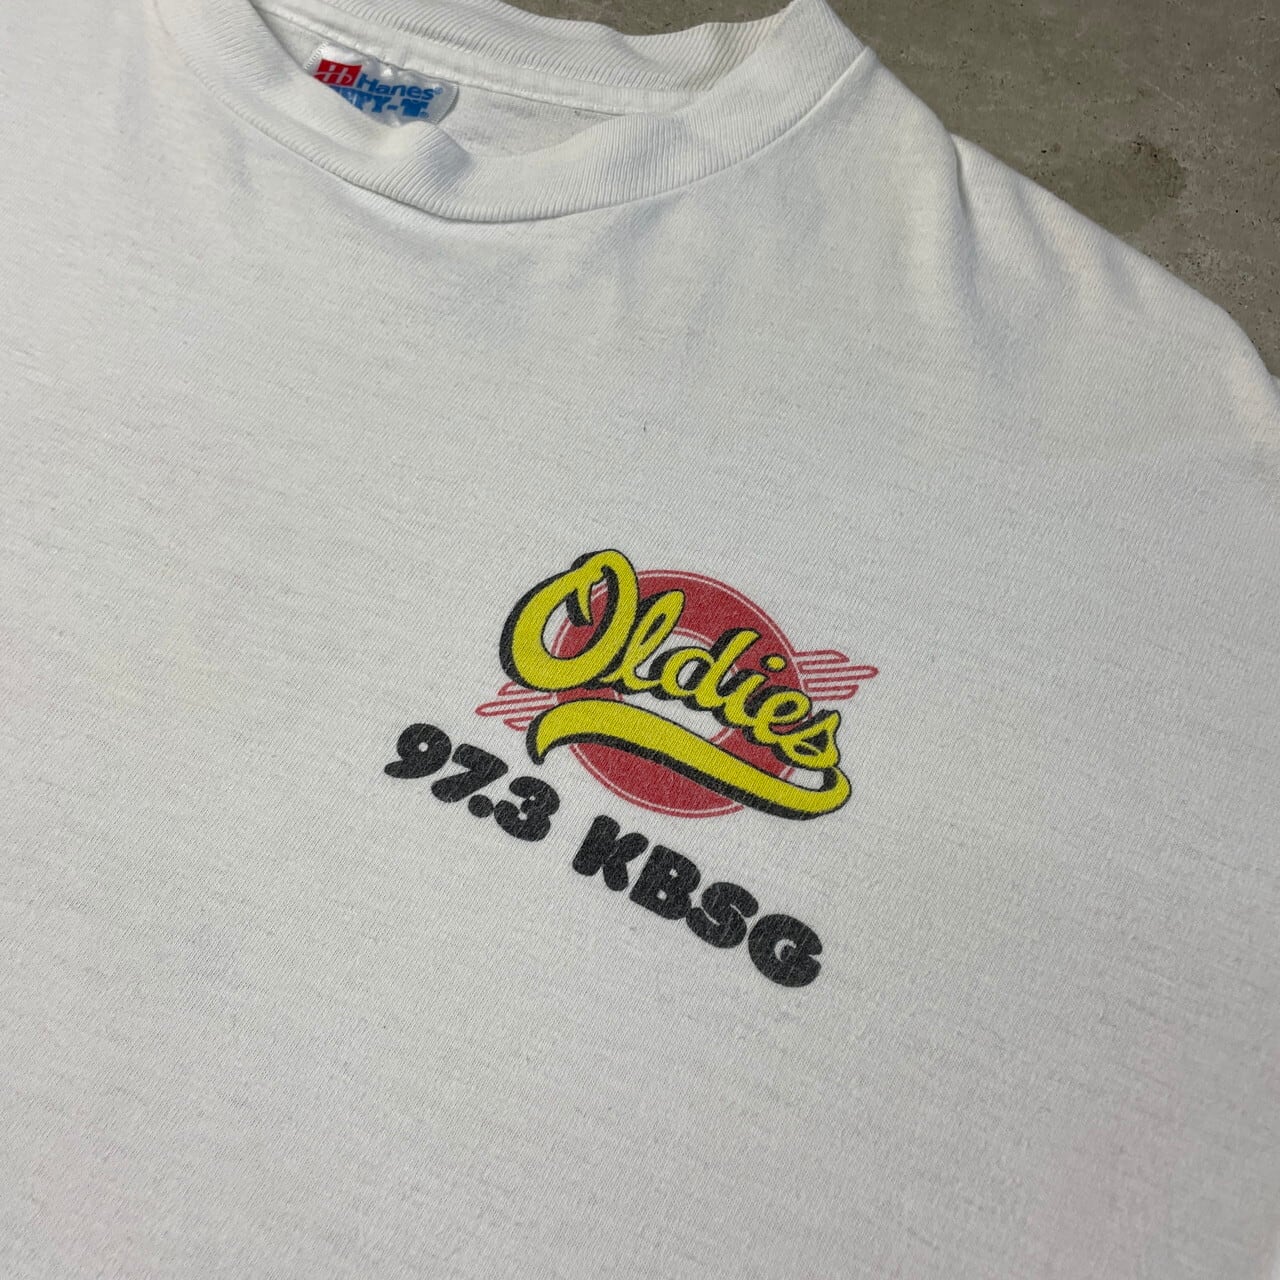 Hanes®
Oldies
97.3 KBSG